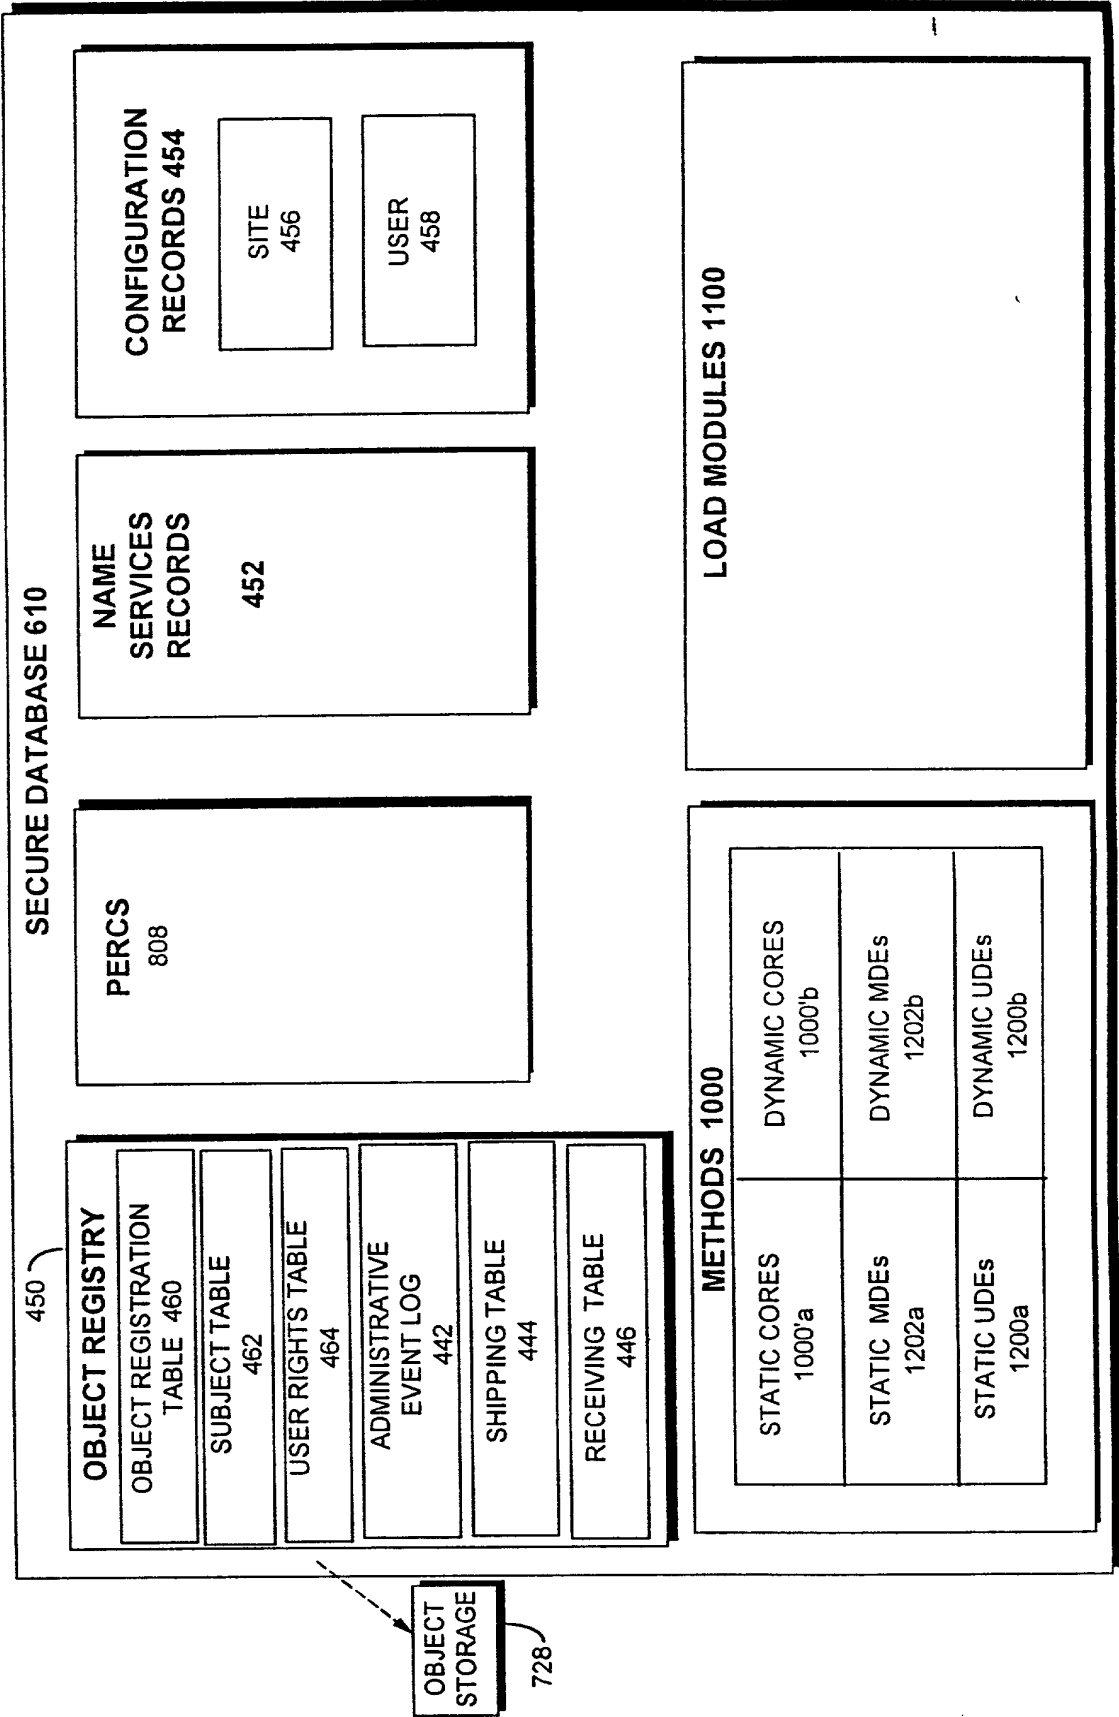 SECURE DATABASE 610
450
OBJECT REGISTRY
OBJECT REGISTRATION
TABLE 460
SUBJECT TABLE
462
USER RIGHTS TABLE
464
ADMINISTRATIVE
EVENT LOG
442
SHIPPING TABLE
444
RECEIVING TABLE
446
PERCS
808
NAME
SERVICES
RECORDS
452
CONFIGURATION
RECORDS 454
SITE
456
USER
458
OBJECT
STORAGE
728
METHODS 1000
STATIC CORES
1000'a
DYNAMIC CORES
1000'b
STATIC MDEs
1202a
DYNAMIC MDEs
1202b
STATIC UDEs
1200a
DYNAMIC UDEs
1200b
LOAD MODULES 1100